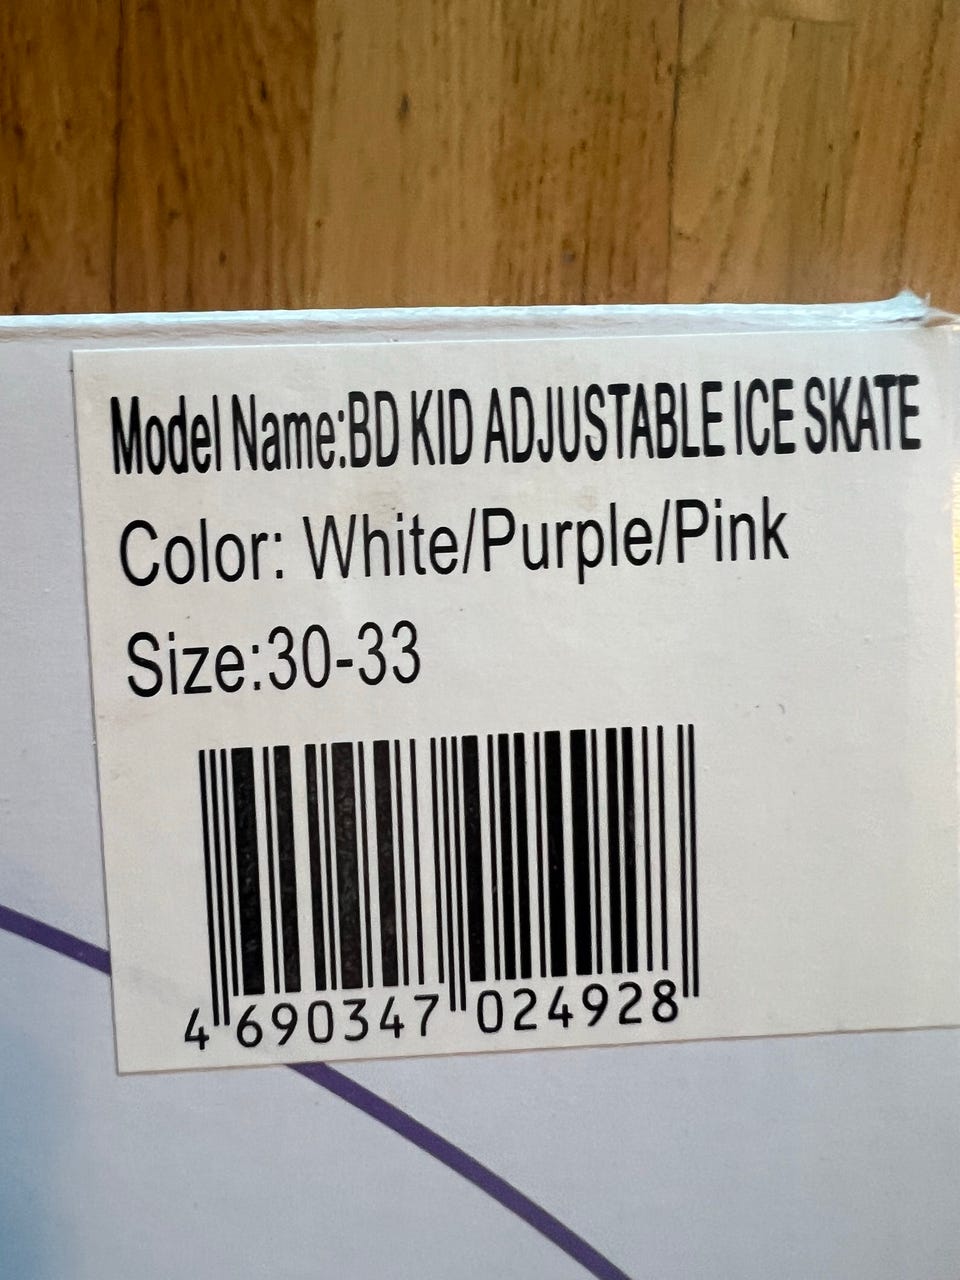 Model Name:BD KID ADJUSTABLE ICE SKATE
Color: White/Purple/Pink
Size:30-33
4 690347 024928